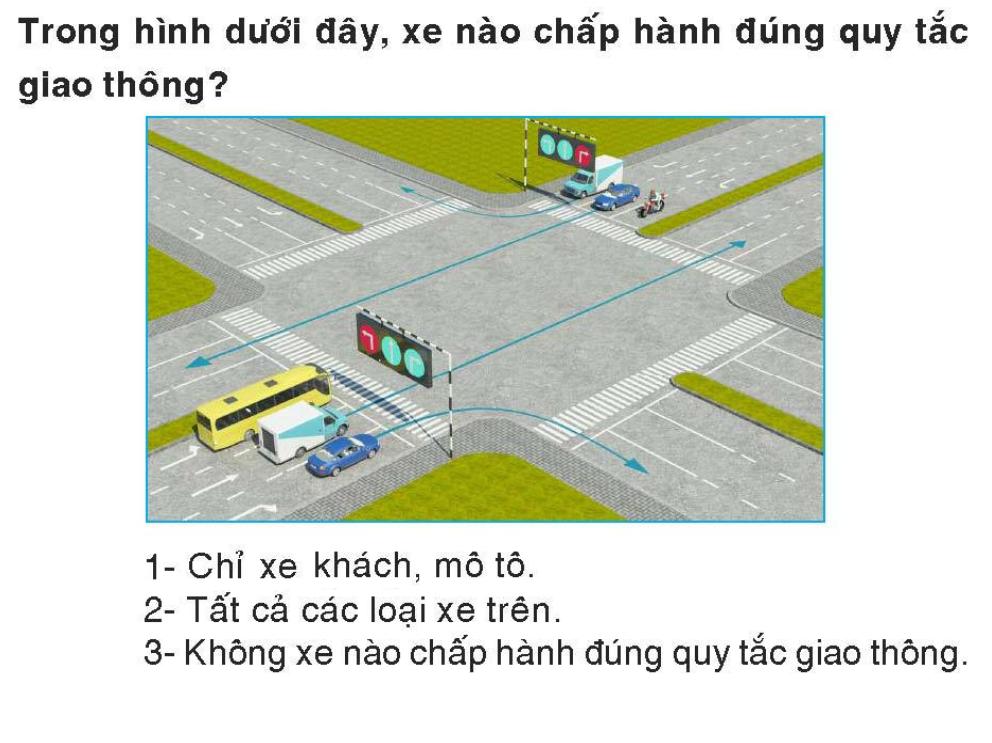 Trong hình dưới đây, xe nào chấp hành đúng quy tắc
giao thông?
1- Chỉ xe khách, mô tô.
2- Tất cả các loại xe trên.
3- Không xe nào chấp hành đúng quy tắc giao thông.